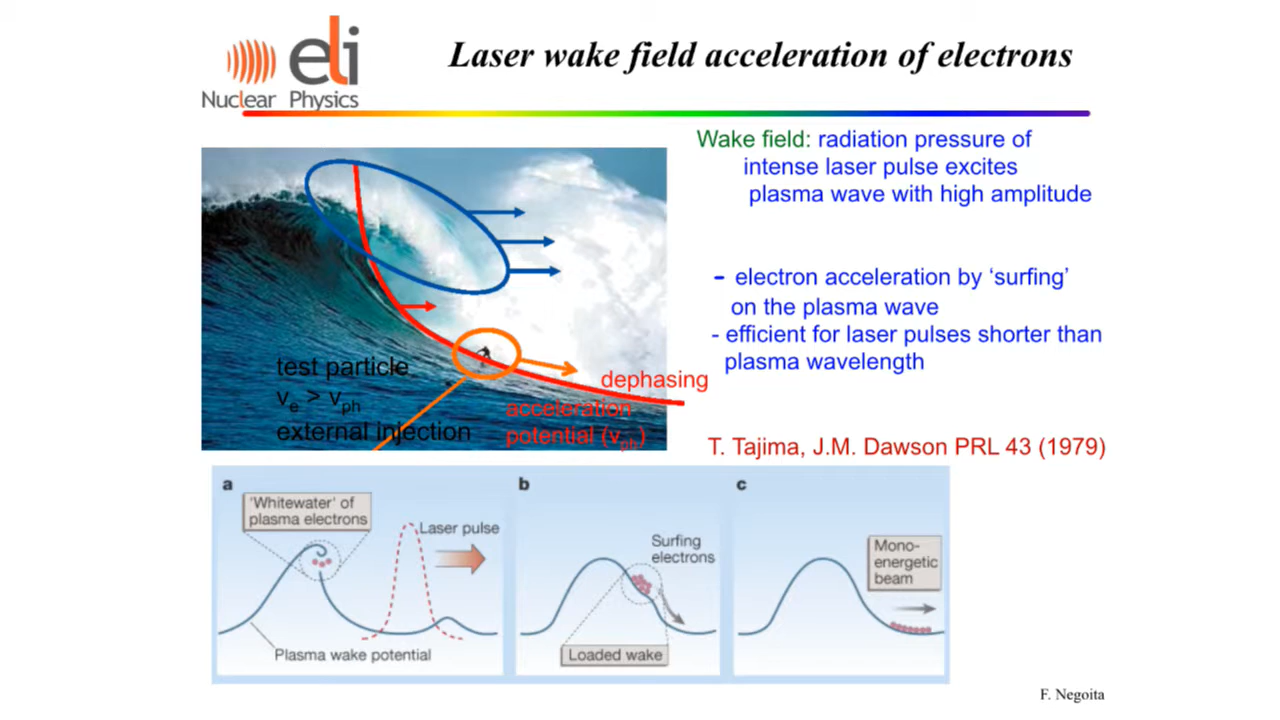 eli
Nuclear Physics
Laser wake field acceleration of electrons
Wake field: radiation pressure of
intense laser pulse excites
plasma wave with high amplitude
- electron acceleration by ‘surfing’
on the plasma wave
- efficient for laser pulses shorter than
plasma wavelength
test particle
ve > vph
external injection
dephasing
acceleration
potential (vph)
T. Tajima, J.M. Dawson PRL 43 (1979)
a
'Whitewater' of
plasma electrons
Laser pulse
Plasma wake potential
b
Surfing
electrons
Loaded wake
c
Mono-
energetic
beam
F. Negoita